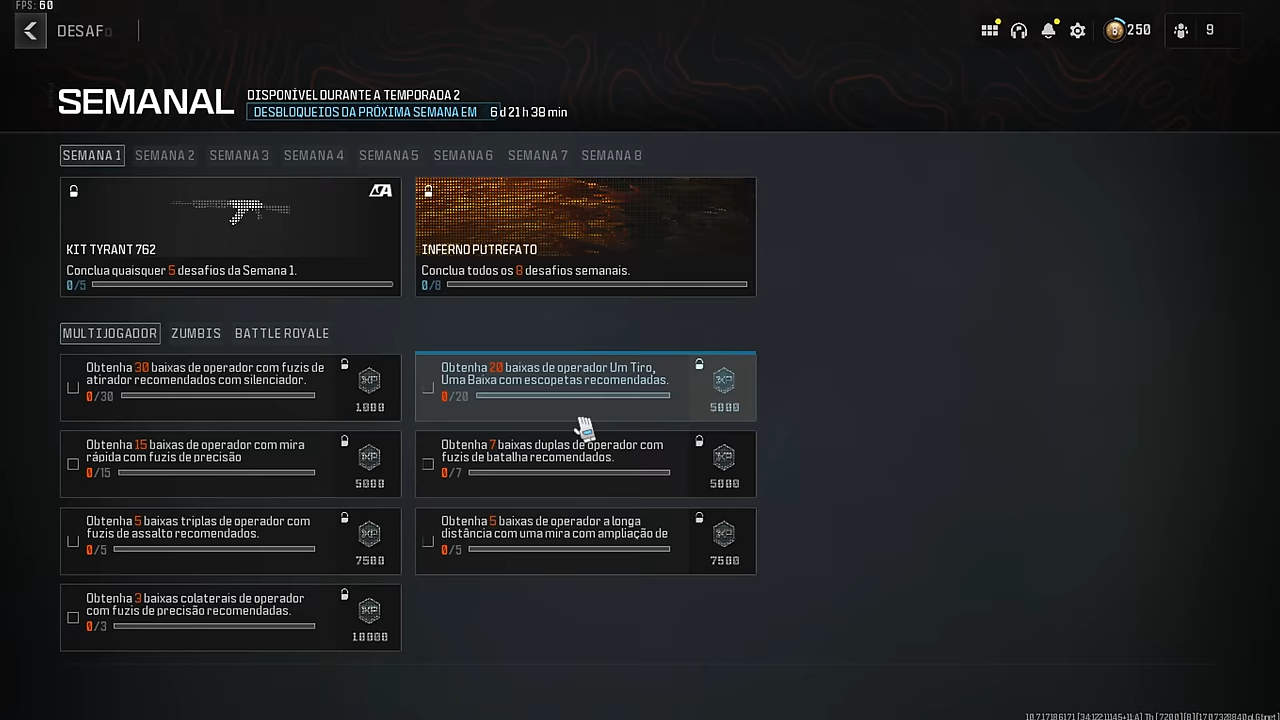 FPS: 60
DESAFO
250
9
SEMANAL
DISPONÍVEL DURANTE A TEMPORADA 2
DESBLOQUEIOS DA PRÓXIMA SEMANA EM 6 d 21 h 38 min
SEMANA 1 SEMANA 2 SEMANA 3 SEMANA 4 SEMANA 5 SEMANA 6 SEMANA 7 SEMANA 8
KIT TYRANT 762
Conclua quaisquer 5 desafios da Semana 1.
0/5
INFERNO PUTREFATO
Conclua todos os 8 desafios semanais.
0/8
MULTIJOGADOR ZUMBIS BATTLE ROYALE
Obtenha 30 baixas de operador com fuzis de
atirador recomendados com silenciador.
0/30
XP
1000
Obtenha 20 baixas de operador Um Tiro,
Uma Baixa com escopetas recomendadas.
0/20
XP
5000
Obtenha 15 baixas de operador com mira
rápida com fuzis de precisão
0/15
XP
5000
Obtenha 7 baixas duplas de operador com
fuzis de batalha recomendados.
0/7
XP
5000
Obtenha 5 baixas triplas de operador com
fuzis de assalto recomendados.
0/5
XP
7500
Obtenha 5 baixas de operador a longa
distância com uma mira com ampliação de
0/5
XP
7500
Obtenha 3 baixas colaterais de operador
com fuzis de precisão recomendadas.
0/3
XP
10000